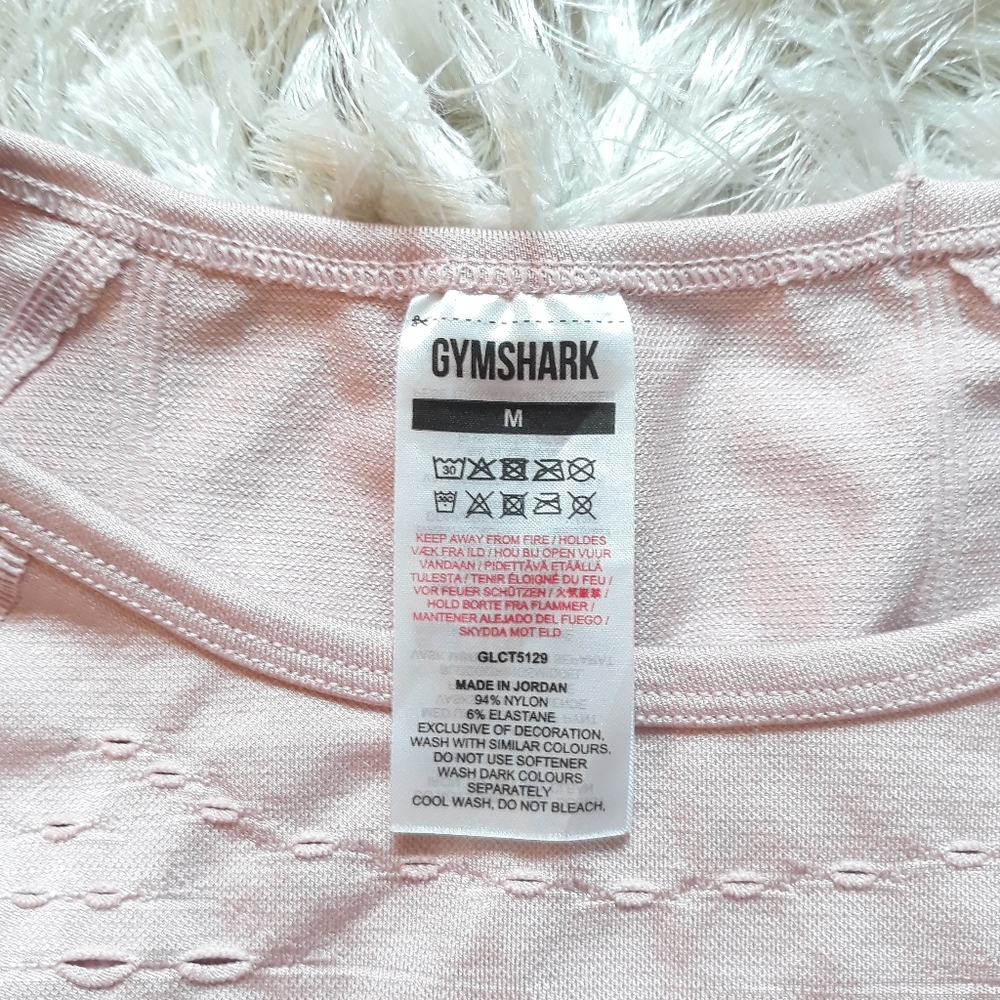 GYMSHARK
M
30
30C
KEEP AWAY FROM FIRE / HOLDES
VÆK FRA ILD / HOU BIJ OPEN VUUR
VANDAAN / PIDETTÄVÄ ETÄÄLLÄ
TULESTA / TENIR ÉLOIGNÉ DU FEU /
VOR FEUER SCHÜTZEN / 火気厳禁 /
HOLD BORTE FRA FLAMMER /
MANTENER ALEJADO DEL FUEGO /
SKYDDA MOT ELD
GLCT5129
MADE IN JORDAN
94% NYLON
6% ELASTANE
EXCLUSIVE OF DECORATION,
WASH WITH SIMILAR COLOURS.
DO NOT USE SOFTENER
WASH DARK COLOURS
SEPARATELY
COOL WASH, DO NOT BLEACH.